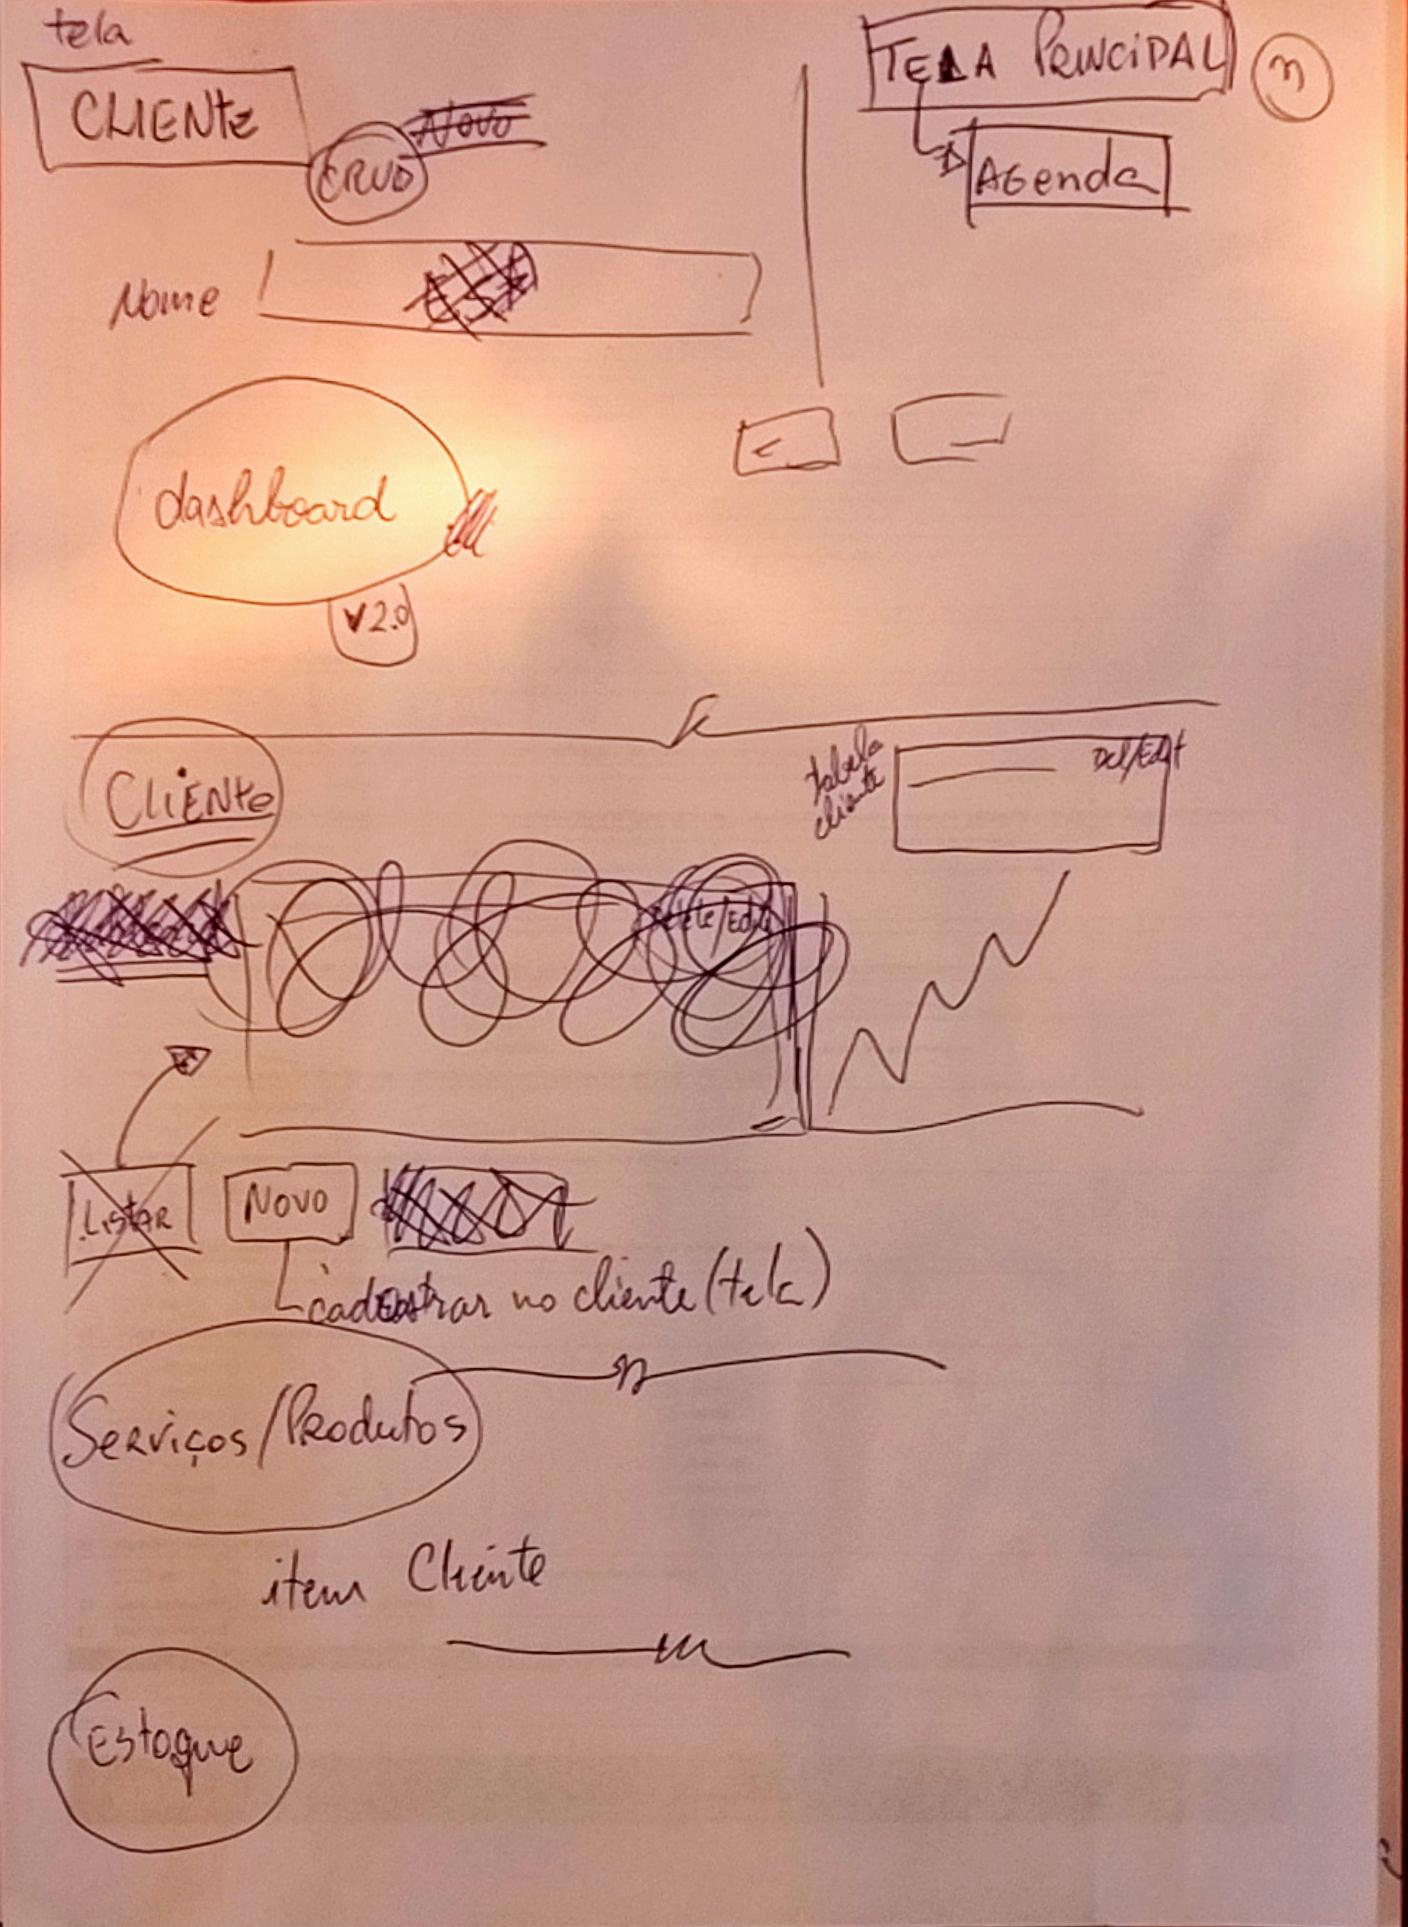 tela
CLIENTE
CRUD
Novo
TELA PRINCIPAL
Agenda
Nome
dashboard
v2.0
CLIENTE
tabela
cliente
Del/Edit
Delete/Edit
Listar
Novo
cadastrar no cliente (tela)
Serviços/Produtos
item Cliente
Estoque